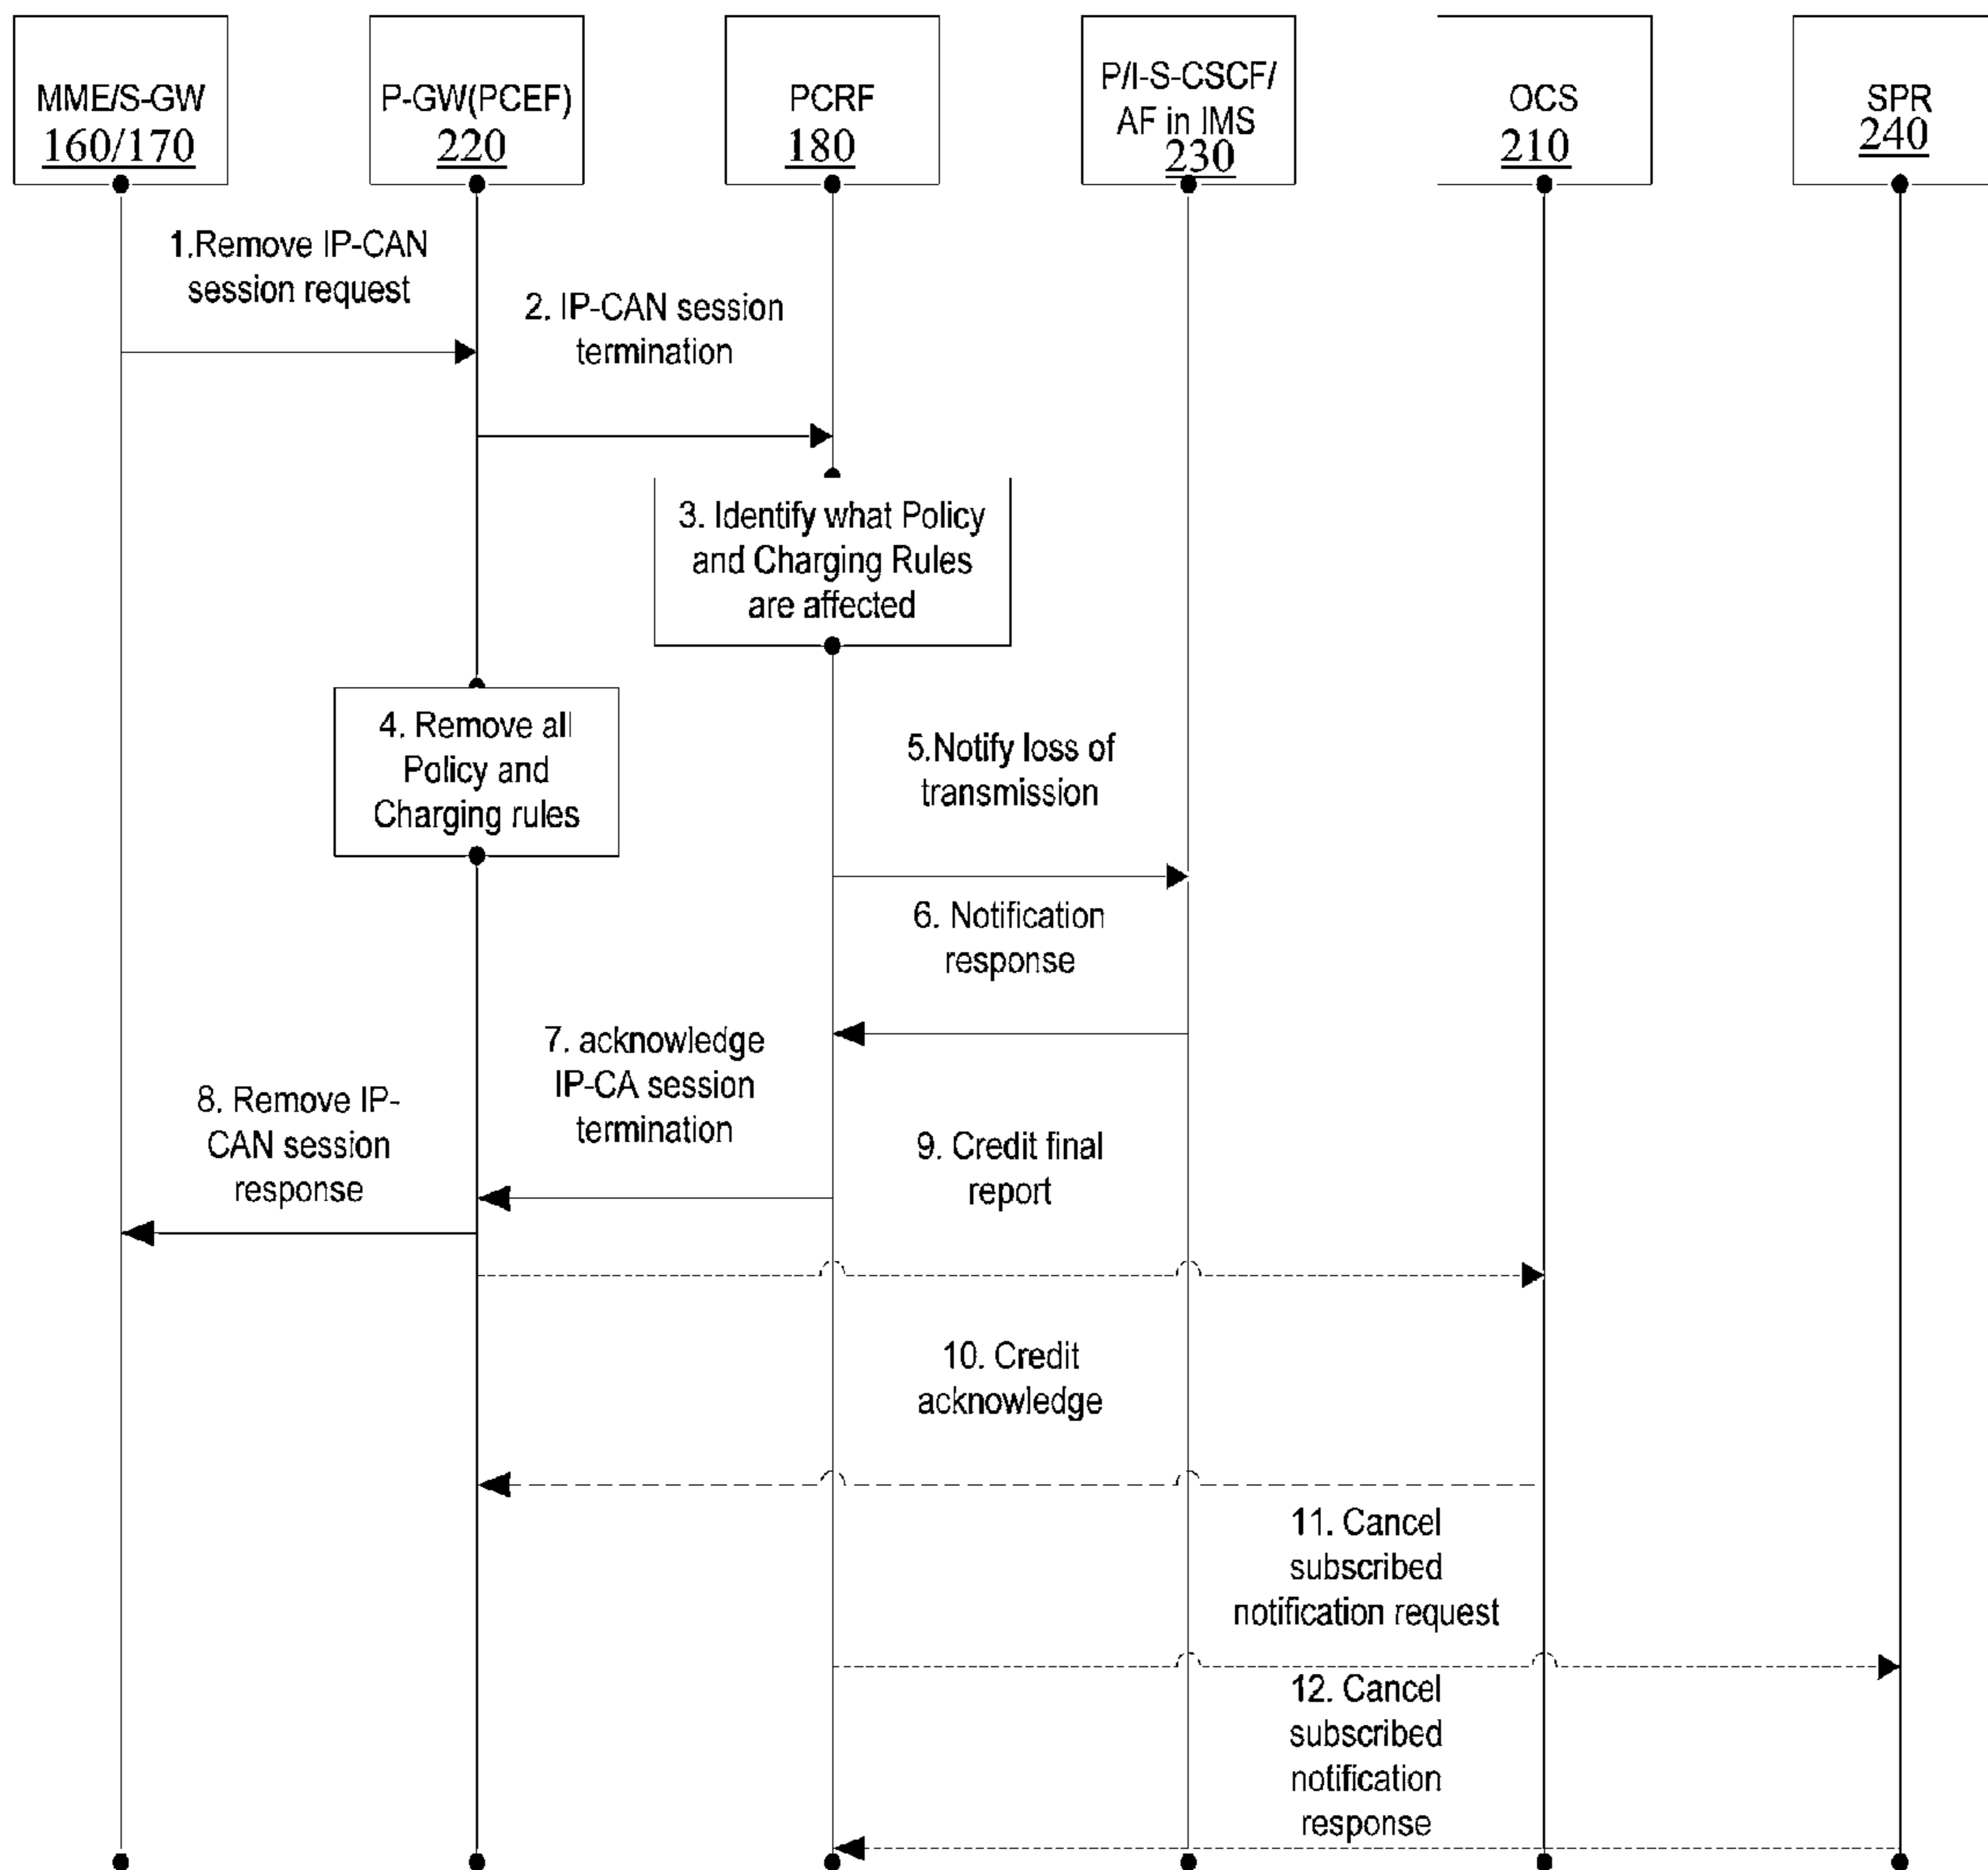 MME/S-GW
160/170
P-GW(PCEF)
220
PCRF
180
P/I-S-CSCF/
AF in IMS
230
OCS
210
SPR
240
1.Remove IP-CAN
session request
2. IP-CAN session
termination
3. Identify what Policy
and Charging Rules
are affected
4. Remove all
Policy and
Charging rules
5.Notify loss of
transmission
6. Notification
response
7. acknowledge
IP-CA session
termination
8. Remove IP-
CAN session
response
9. Credit final
report
10. Credit
acknowledge
11. Cancel
subscribed
notification request
12. Cancel
subscribed
notification
response